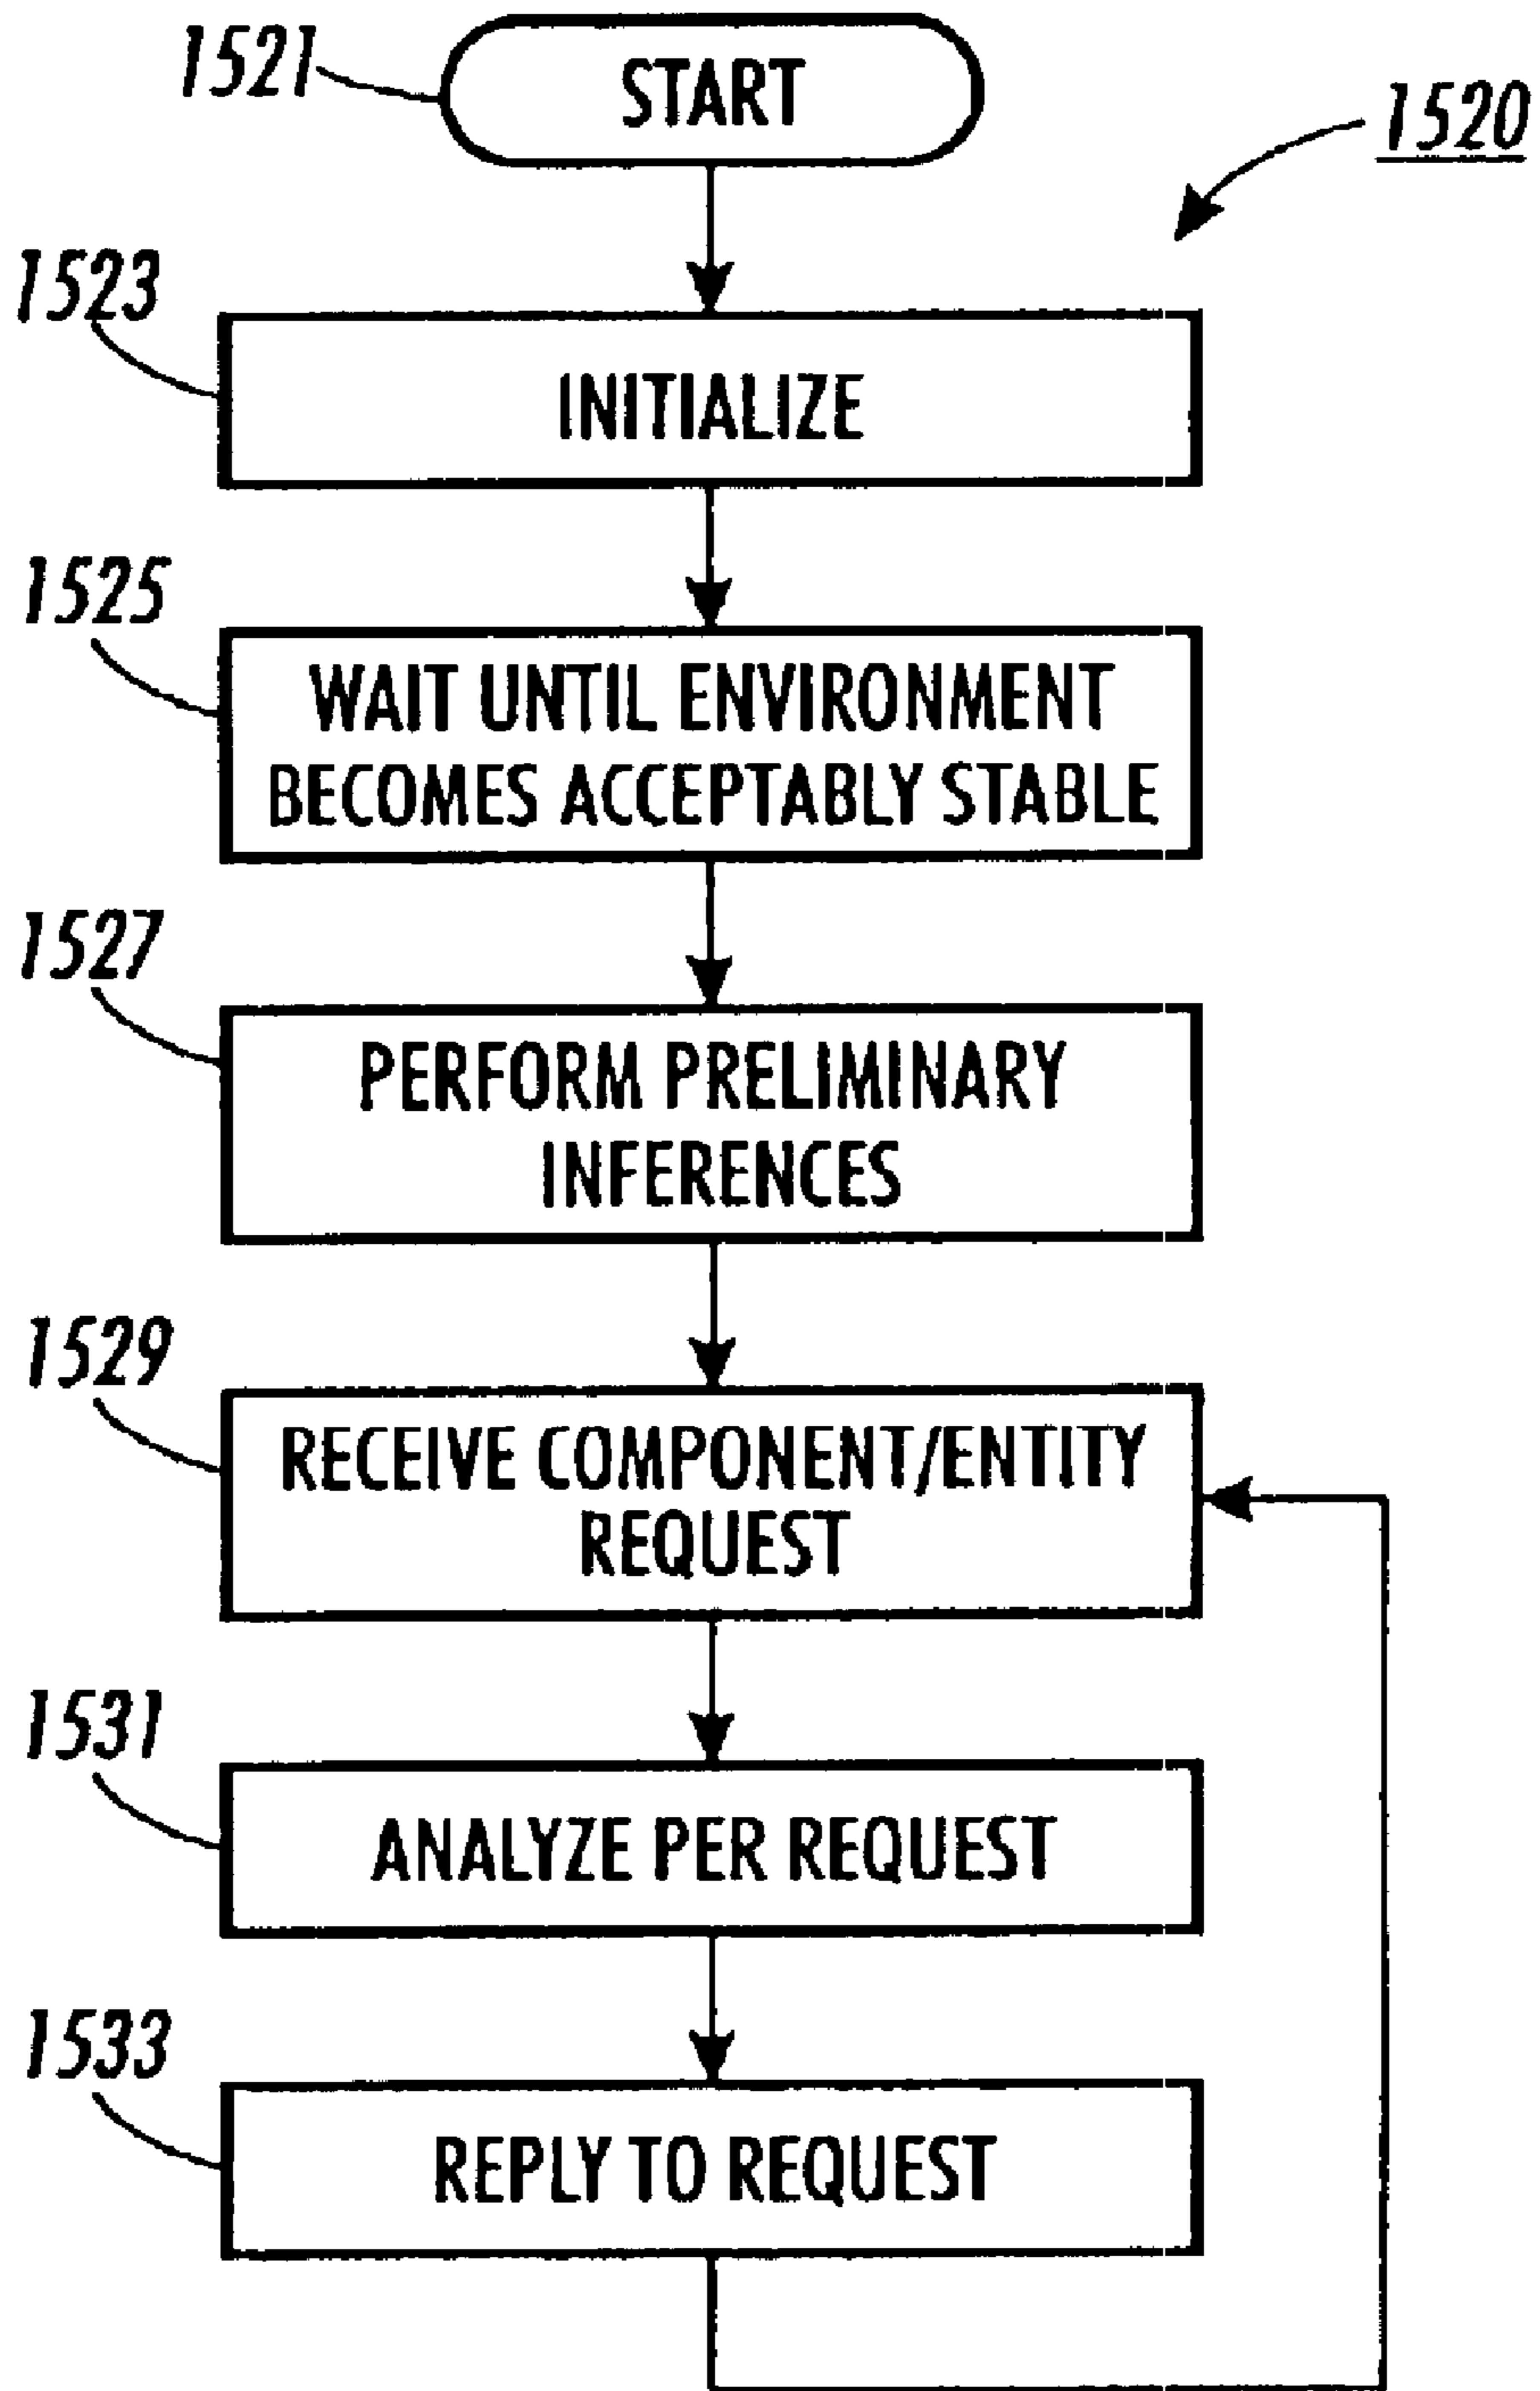 1521
START
1520
1523
INITIALIZE
1525
WAIT UNTIL ENVIRONMENT
BECOMES ACCEPTABLY STABLE
1527
PERFORM PRELIMINARY
INFERENCES
1529
RECEIVE COMPONENT/ENTITY
REQUEST
1531
ANALYZE PER REQUEST
1533
REPLY TO REQUEST